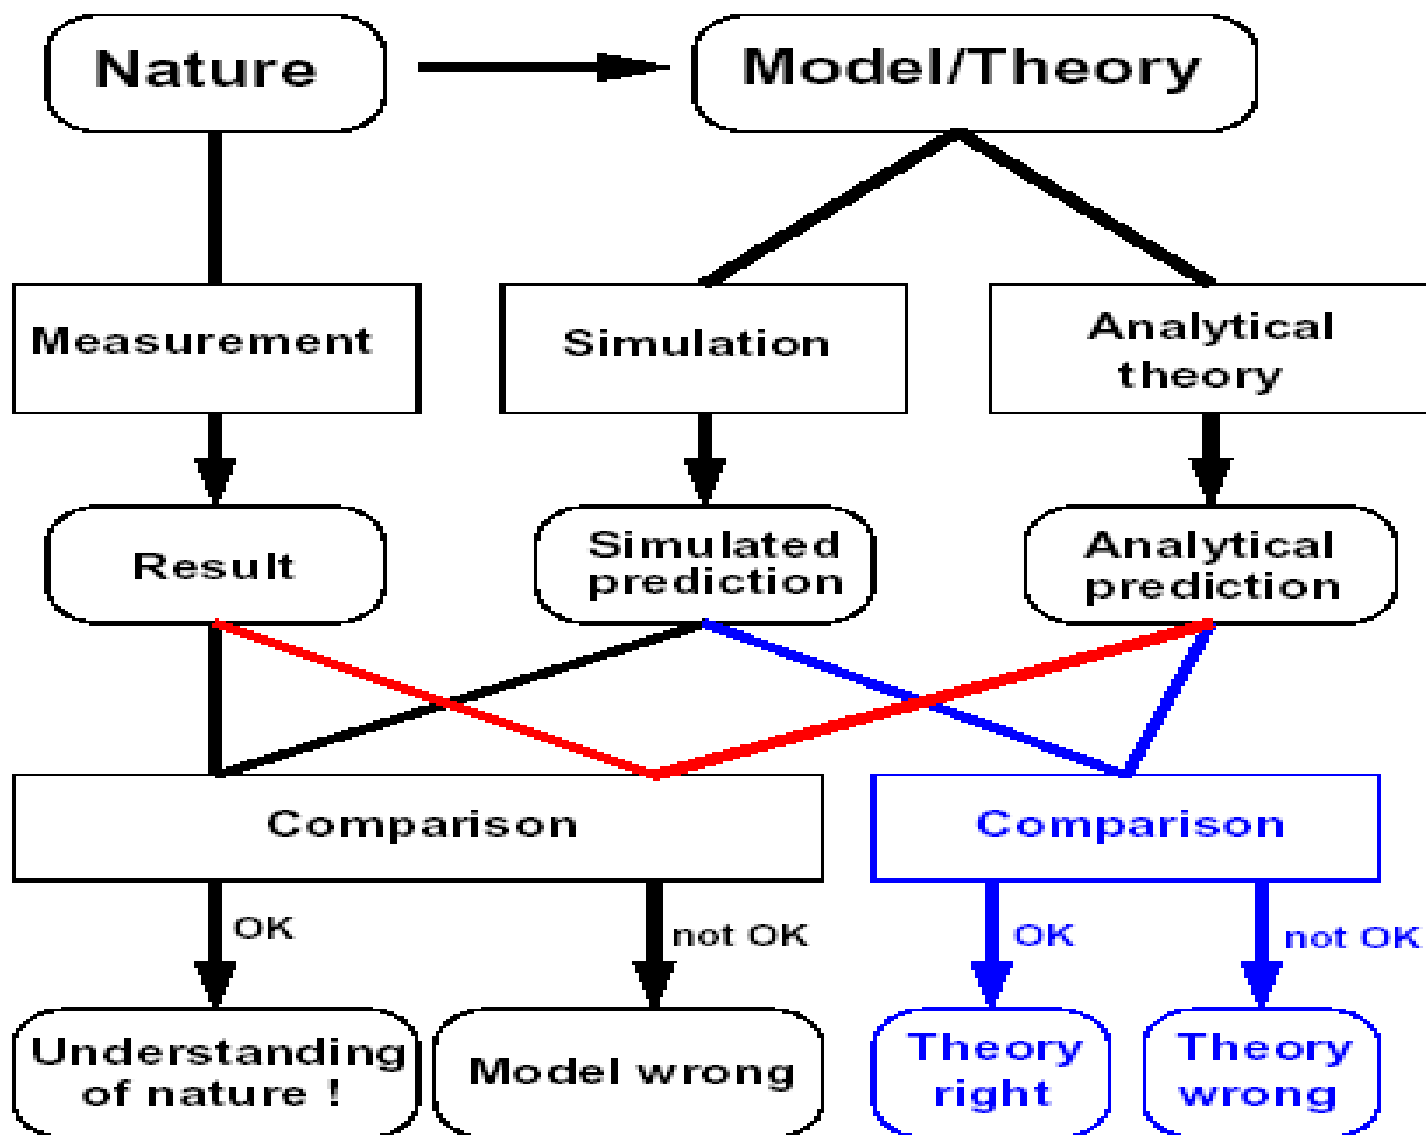 Nature
Model/Theory
Measurement
Simulation
Analytical
theory
Result
Simulated
prediction
Analytical
prediction
Comparison
Comparison
OK
not OK
OK
not OK
Understanding
of nature !
Model wrong
Theory
right
Theory
wrong